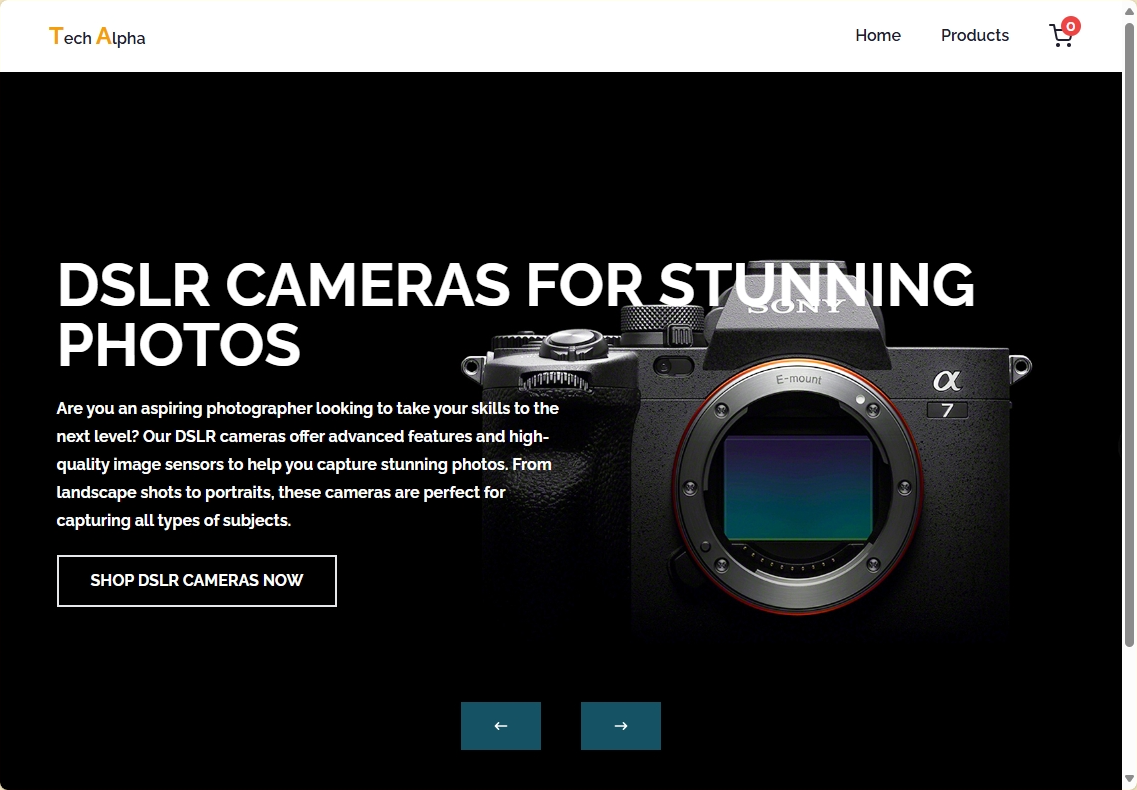 Tech Alpha
Home
Products
0
DSLR CAMERAS FOR STUNNING
PHOTOS
SONY
E-mount
α
7
Are you an aspiring photographer looking to take your skills to the
next level? Our DSLR cameras offer advanced features and high-
quality image sensors to help you capture stunning photos. From
landscape shots to portraits, these cameras are perfect for
capturing all types of subjects.
SHOP DSLR CAMERAS NOW
← →